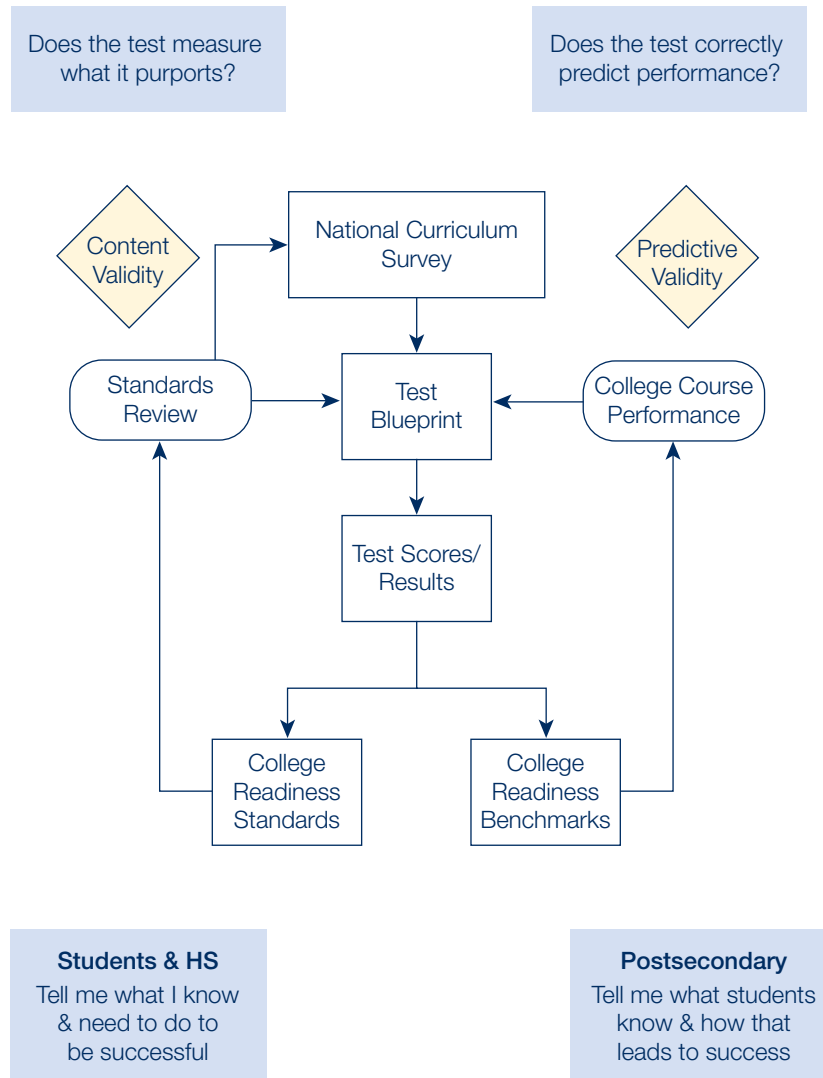 Does the test measure
what it purports?
Does the test correctly
predict performance?
Content
Validity
National Curriculum
Survey
Predictive
Validity
Standards
Review
Test
Blueprint
College Course
Performance
Test Scores/
Results
College
Readiness
Standards
College
Readiness
Benchmarks
Students & HS
Tell me what I know
& need to do to
be successful
Postsecondary
Tell me what students
know & how that
leads to success